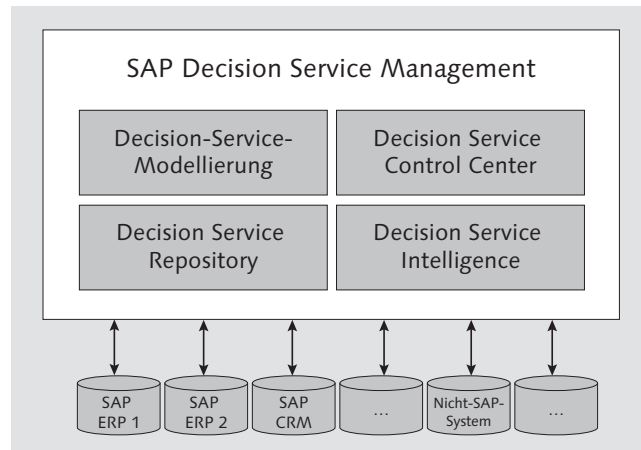 SAP Decision Service Management
Decision-Service-
Modellierung
Decision Service
Control Center
Decision Service
Repository
Decision Service
Intelligence
SAP
ERP 1
SAP
ERP 2
SAP
CRM
...
Nicht-SAP-
System
...